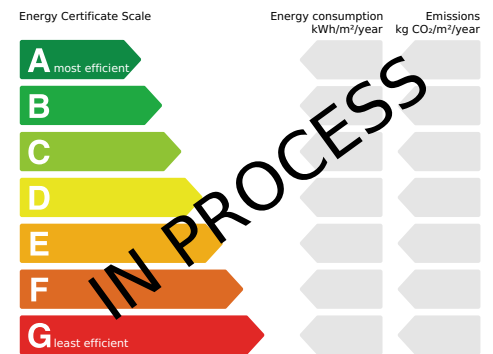 Energy Certificate Scale
Energy consumption
kWh/m²/year
Emissions
kg CO₂/m²/year
A most efficient
B
C
D
E
F
G least efficient
IN PROCESS